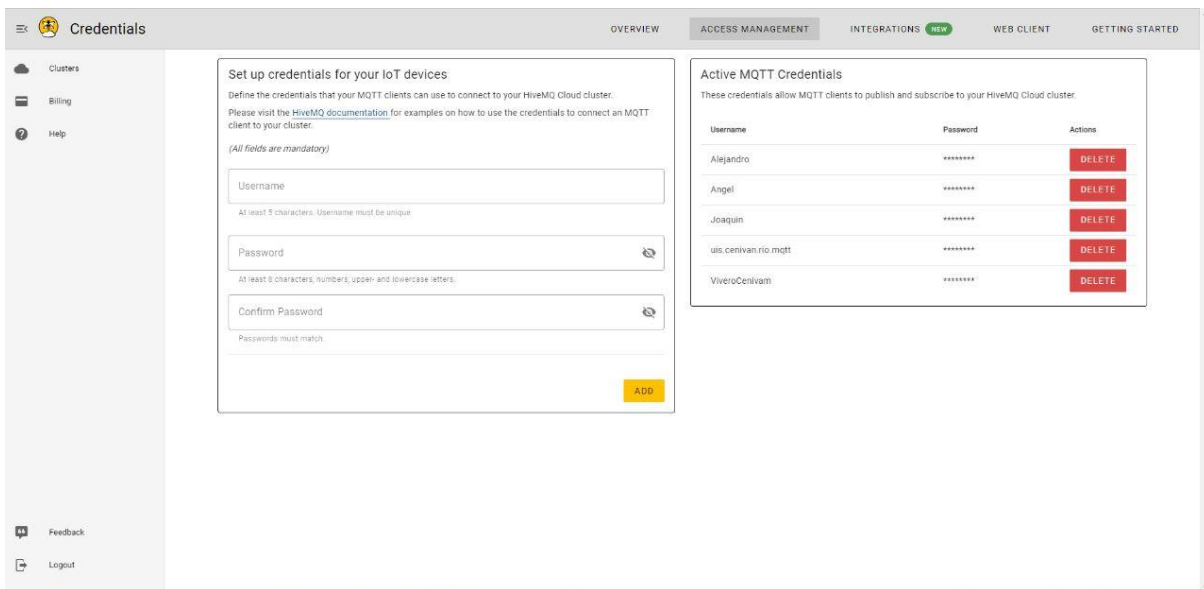 Credentials
OVERVIEW
ACCESS MANAGEMENT
INTEGRATIONS NEW
WEB CLIENT
GETTING STARTED
Clusters
Billing
Help
Feedback
Logout
Set up credentials for your IoT devices
Define the credentials that your MQTT clients can use to connect to your HiveMQ Cloud cluster.
Please visit the HiveMQ documentation for examples on how to use the credentials to connect an MQTT
client to your cluster.
(All fields are mandatory)
Username
At least 5 characters. Username must be unique
Password
At least 8 characters, numbers, upper- and lowercase letters.
Confirm Password
Passwords must match.
ADD
Active MQTT Credentials
These credentials allow MQTT clients to publish and subscribe to your HiveMQ Cloud cluster.
Username Password Actions
Alejandro ******** DELETE
Angel ******** DELETE
Joaquin ******** DELETE
uis.cenivan.rio.mqtt ******** DELETE
ViveroCenivam ******** DELETE